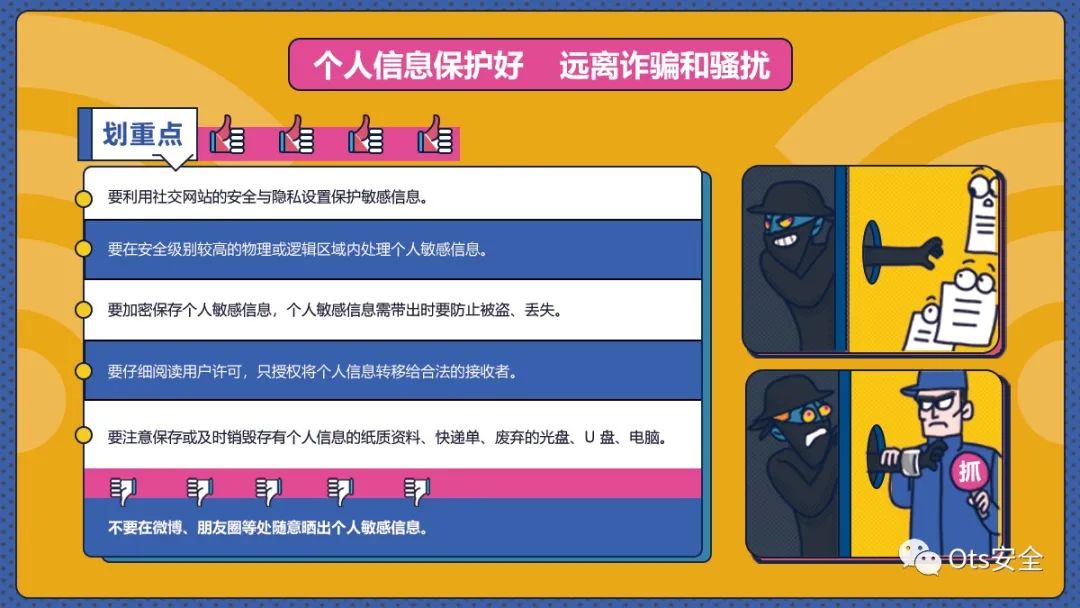 个人信息保护好 远离诈骗和骚扰
划重点
要利用社交网站的安全与隐私设置保护敏感信息。
要在安全级别较高的物理或逻辑区域内处理个人敏感信息。
要加密保存个人敏感信息，个人敏感信息需带出时要防止被盗、丢失。
要仔细阅读用户许可，只授权将个人信息转移给合法的接收者。
要注意保存或及时销毁存有个人信息的纸质资料、快递单、废弃的光盘、U 盘、电脑。
不要在微博、朋友圈等处随意晒出个人敏感信息。
抓
Ots安全